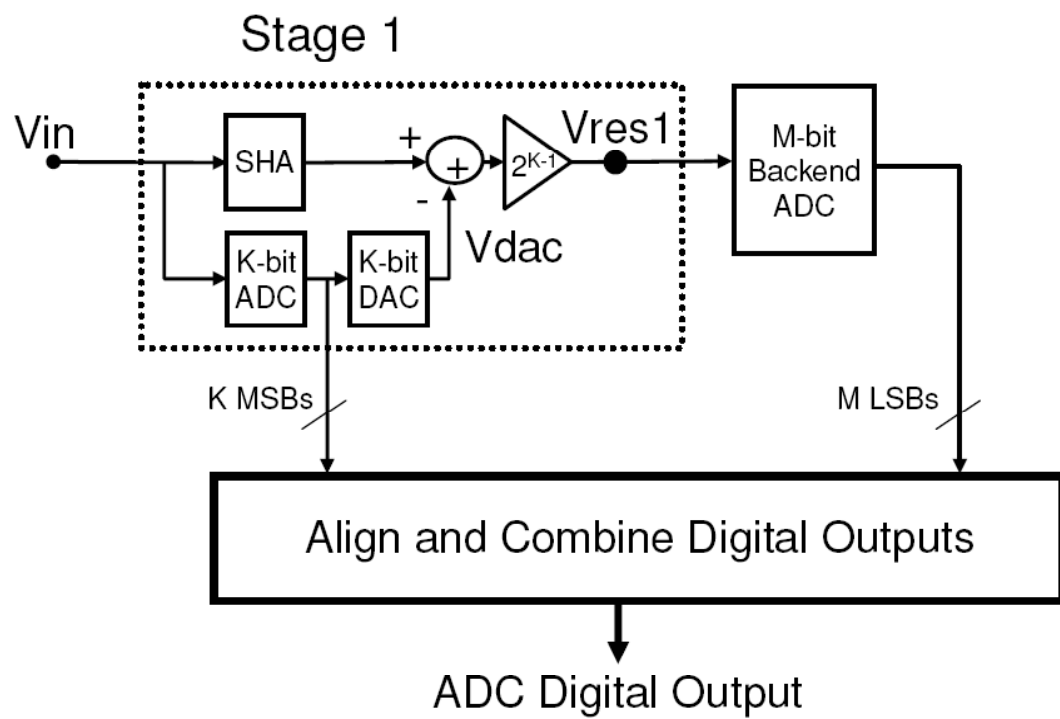 Stage 1
Vin
SHA
+
+
-
2^{K-1}
Vres1
M-bit
Backend
ADC
K-bit
ADC
K-bit
DAC
Vdac
K MSBs
M LSBs
Align and Combine Digital Outputs
ADC Digital Output